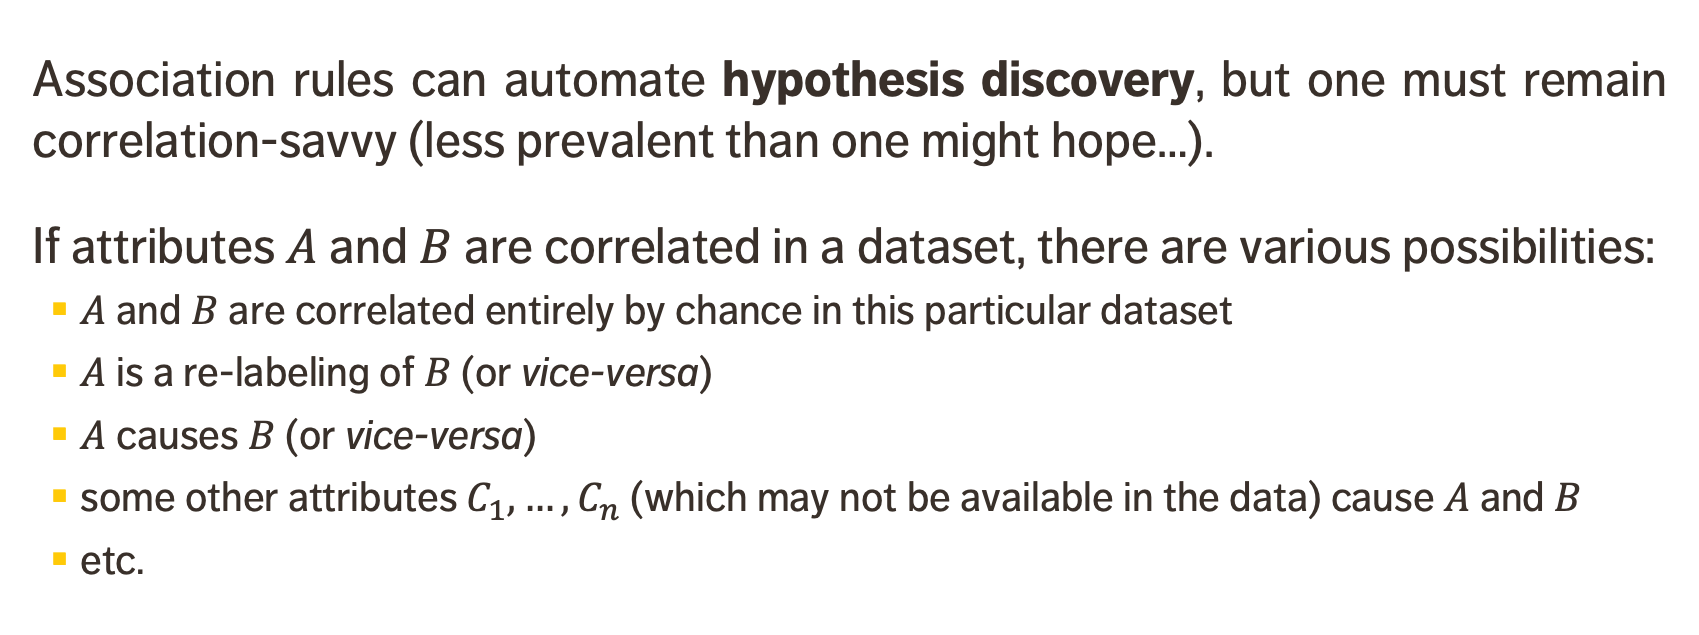 Association rules can automate hypothesis discovery, but one must remain
correlation-savvy (less prevalent than one might hope...).
If attributes A and B are correlated in a dataset, there are various possibilities:
▪ A and B are correlated entirely by chance in this particular dataset
▪ A is a re-labeling of B (or vice-versa)
▪ A causes B (or vice-versa)
▪ some other attributes C₁, ... , Cₙ (which may not be available in the data) cause A and B
▪ etc.